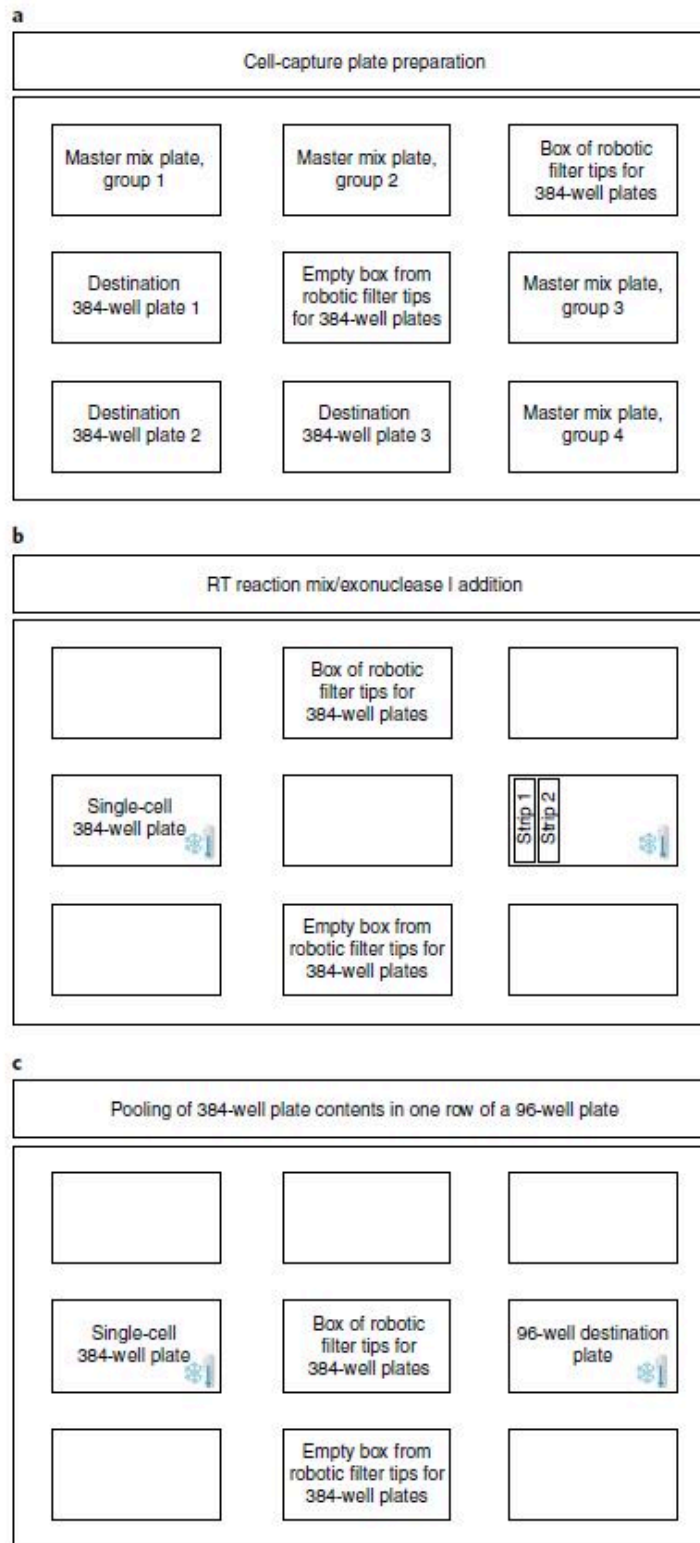 a
Cell-capture plate preparation
Master mix plate,
group 1
Master mix plate,
group 2
Box of robotic
filter tips for
384-well plates
Destination
384-well plate 1
Empty box from
robotic filter tips
for 384-well plates
Master mix plate,
group 3
Destination
384-well plate 2
Destination
384-well plate 3
Master mix plate,
group 4
b
RT reaction mix/exonuclease I addition
Box of robotic
filter tips for
384-well plates
Single-cell
384-well plate
Strip 1
Strip 2
Empty box from
robotic filter tips for
384-well plates
c
Pooling of 384-well plate contents in one row of a 96-well plate
Single-cell
384-well plate
Box of robotic
filter tips for
384-well plates
96-well destination
plate
Empty box from
robotic filter tips for
384-well plates